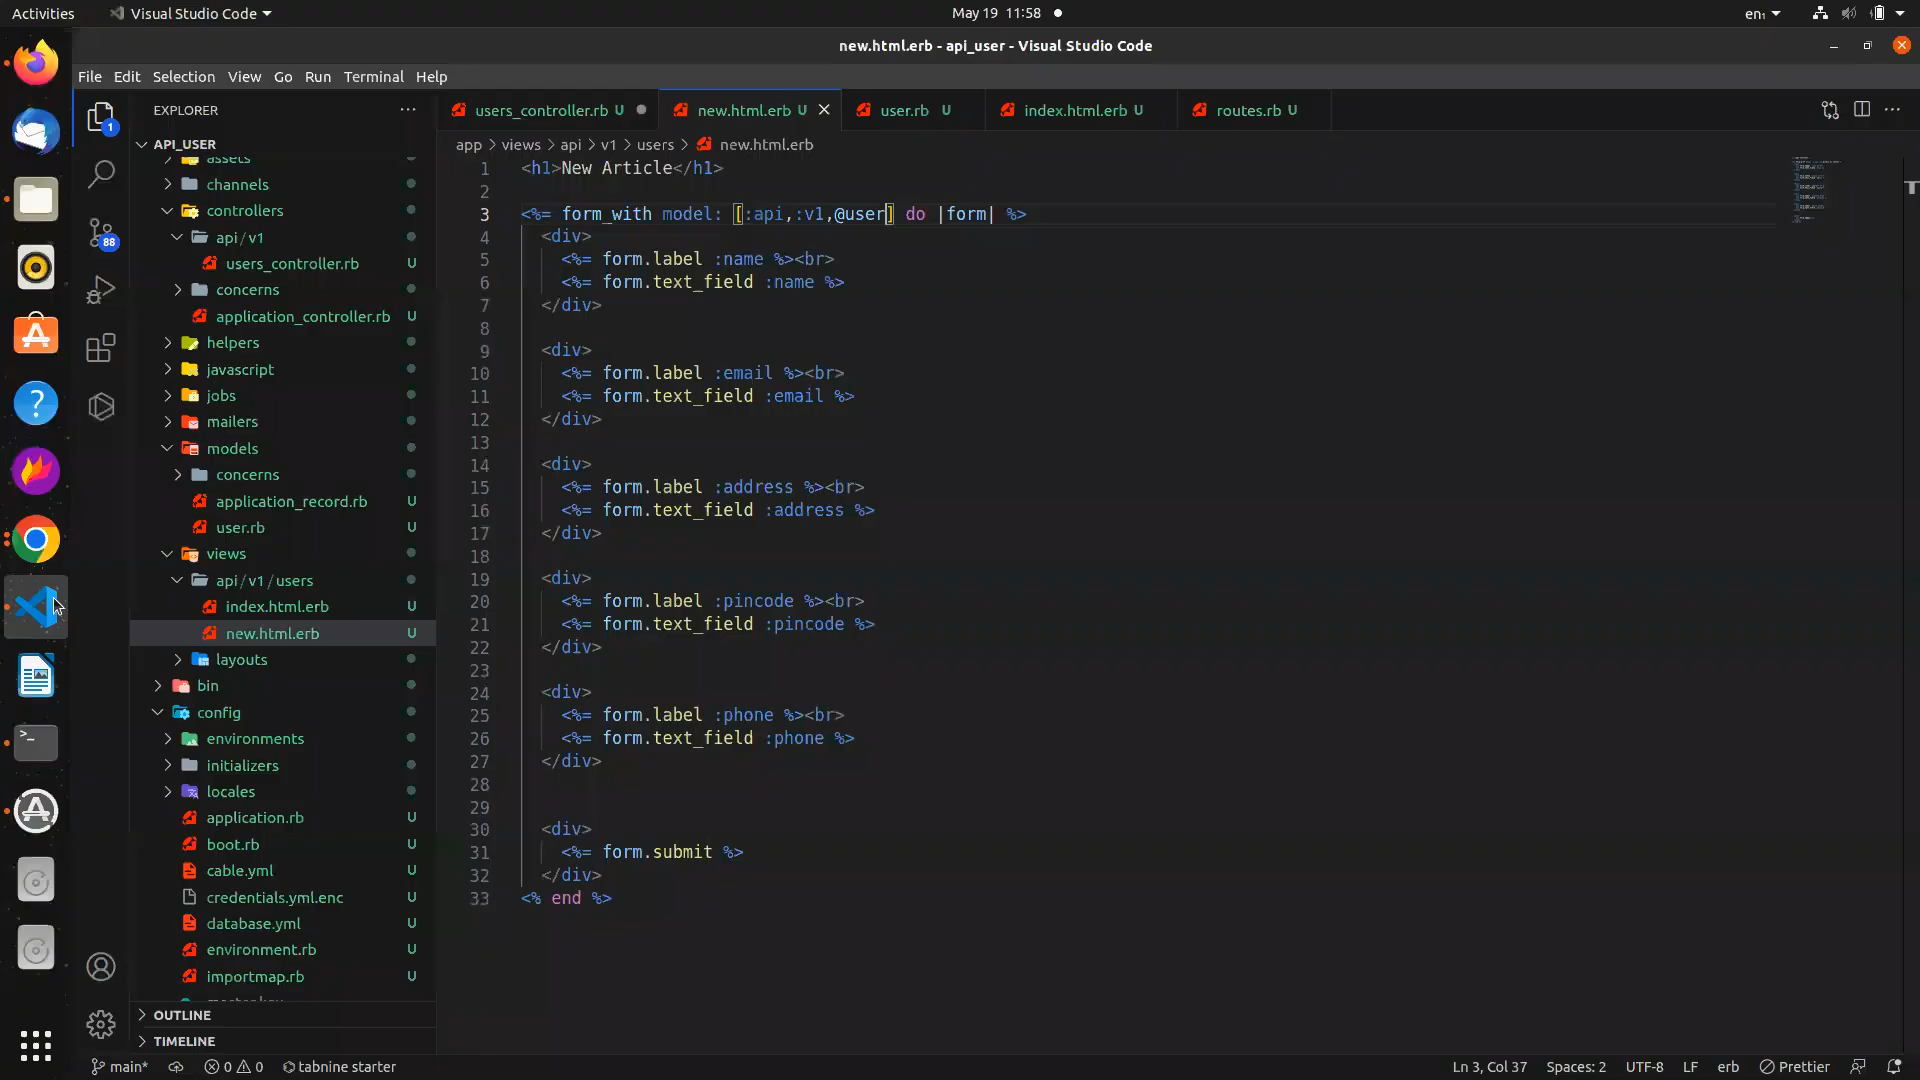 Activities
Visual Studio Code
May 19 11:58
en₁
new.html.erb - api_user - Visual Studio Code
File Edit Selection View Go Run Terminal Help
EXPLORER
users_controller.rb U
new.html.erb U
user.rb U
index.html.erb U
routes.rb U
app > views > api > v1 > users > new.html.erb
1
88
API_USER
assets
channels
controllers
api/v1
users_controller.rb U
concerns
application_controller.rb U
helpers
javascript
jobs
mailers
models
concerns
application_record.rb U
user.rb U
views
api/v1/users
index.html.erb U
new.html.erb U
layouts
bin
config
environments
initializers
locales
application.rb U
boot.rb U
cable.yml U
credentials.yml.enc U
database.yml U
environment.rb U
importmap.rb U
OUTLINE
TIMELINE
1 <h1>New Article</h1>
2
3 <%= form_with model: [:api,:v1,@user] do |form| %>
4 <div>
5 <%= form.label :name %><br>
6 <%= form.text_field :name %>
7 </div>
8
9 <div>
10 <%= form.label :email %><br>
11 <%= form.text_field :email %>
12 </div>
13
14 <div>
15 <%= form.label :address %><br>
16 <%= form.text_field :address %>
17 </div>
18
19 <div>
20 <%= form.label :pincode %><br>
21 <%= form.text_field :pincode %>
22 </div>
23
24 <div>
25 <%= form.label :phone %><br>
26 <%= form.text_field :phone %>
27 </div>
28
29
30 <div>
31 <%= form.submit %>
32 </div>
33 <% end %>
main* 0 0 tabnine starter
Ln 3, Col 37 Spaces: 2 UTF-8 LF erb Prettier